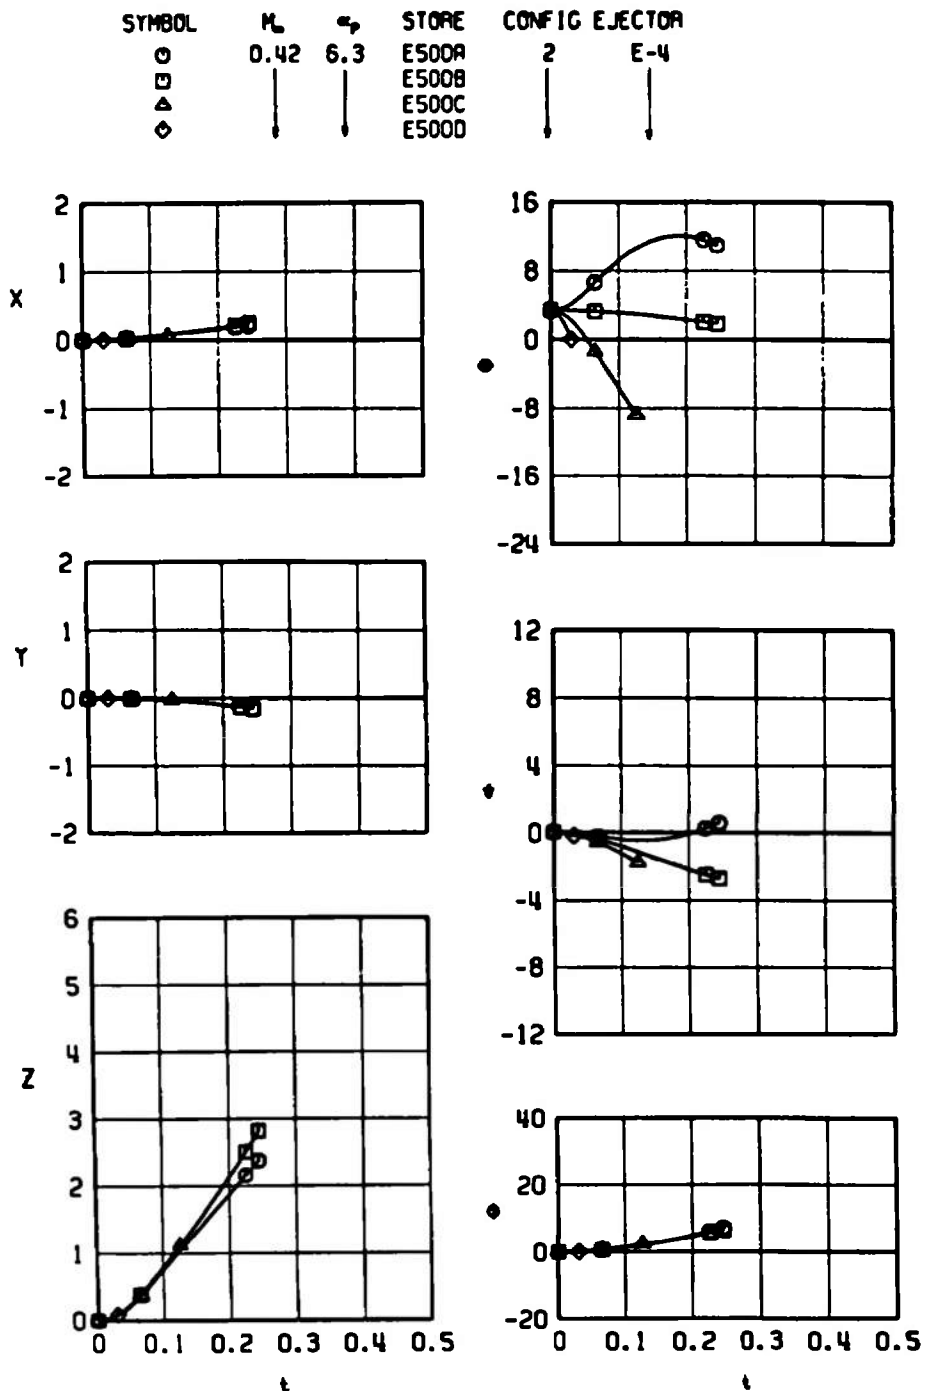 SYMBOL M∞ αp STORE CONFIG EJECTOR
0.42 6.3 E500A 2 E-4
E500B
E500C
E500D
2
1
X
0
-1
-2
16
8
0
θ
-8
-16
-24
2
1
Y
0
-1
-2
12
8
4
ψ
0
-4
-8
-12
6
5
4
Z
3
2
1
0
0 0.1 0.2 0.3 0.4 0.5
t
40
20
φ
0
-20
0 0.1 0.2 0.3 0.4 0.5
t